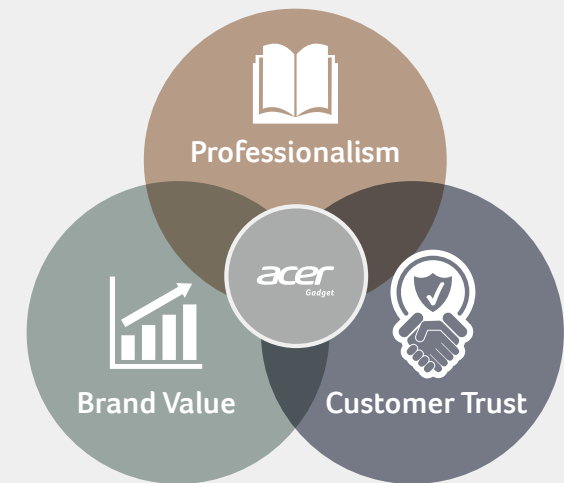 Professionalism
acer
Gadget
Brand Value
Customer Trust